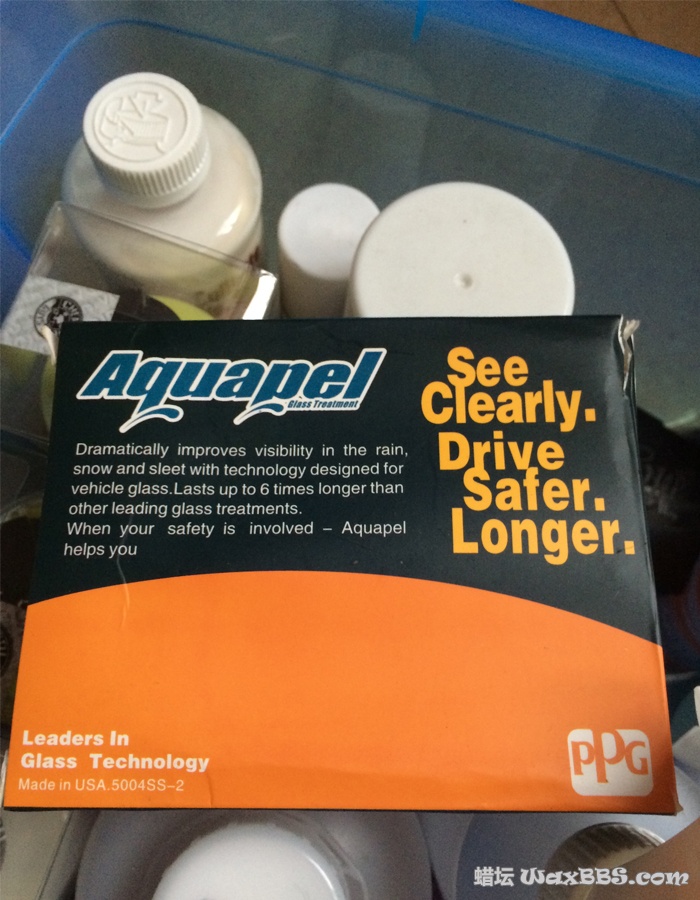 Aquapel
Glass Treatment
Dramatically improves visibility in the rain,
snow and sleet with technology designed for
vehicle glass.Lasts up to 6 times longer than
other leading glass treatments.
When your safety is involved – Aquapel
helps you
See
Clearly.
Drive
Safer.
Longer.
Leaders In
Glass Technology
Made in USA.5004SS–2
PPG
蜡坛 WaxBBS.com